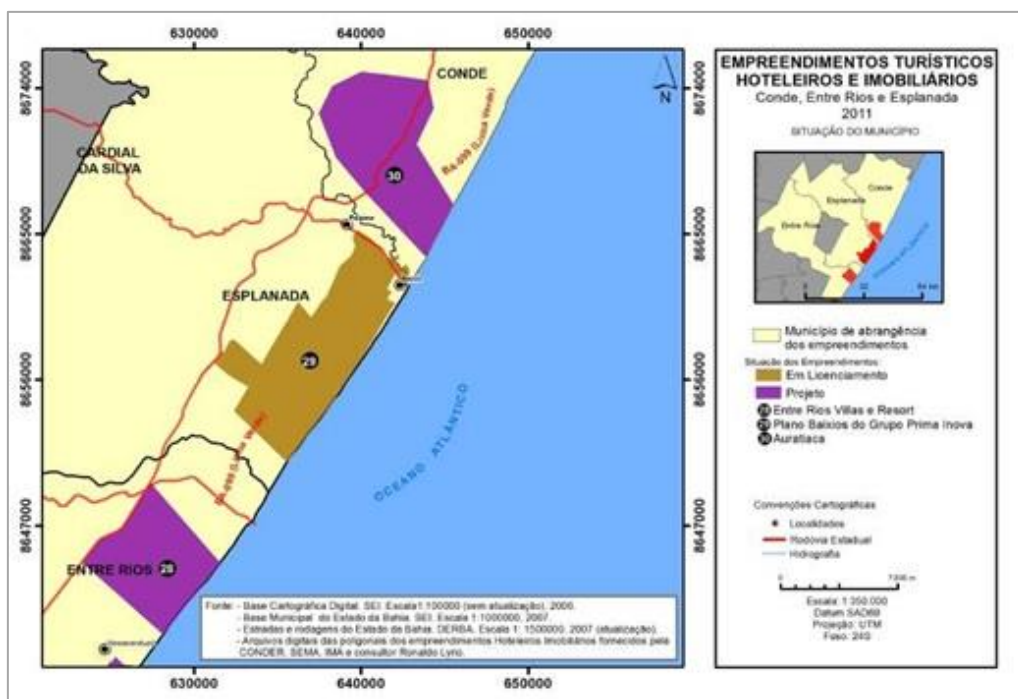 630000 640000 650000
8674000
8665000
8656000
8647000
CONDE
CARDIAL
DA SILVA
BA-099 (Linha Verde)
30
ESPLANADA
29
BA-099 (Linha Verde)
OCEANO ATLÂNTICO
ENTRE RIOS 28
N
8674000
8665000
8656000
8647000
Fonte: - Base Cartográfica Digital. SEI. Escala1:100000 (sem atualização), 2006.
- Base Municipal do Estado da Bahia. SEI. Escala 1:1000000, 2007.
- Estradas e rodagens do Estado da Bahia. DERBA. Escala 1: 1500000, 2007 (atualização).
- Arquivos digitais das poligonais dos empreendimentos Hoteleiros Imobiliários fornecidos pela
CONDER, SEMA, IMA e consultor Ronaldo Lyrio.
630000 640000 650000
EMPREENDIMENTOS TURÍSTICOS
HOTELEIROS E IMOBILIÁRIOS
Conde, Entre Rios e Esplanada
2011
SITUAÇÃO DO MUNICÍPIO
Conde
Esplanada
Entre Rios
Município de abrangência
dos empreendimentos
Situação dos Empreendimentos:
Em Licenciamento
Projeto
28 Entre Rios Villas e Resort
29 Plano Baixios do Grupo Prima Inova
30 Auratiaca
Convenções Cartográficas
Localidades
Rodovia Estadual
Hidrografia
Escala: 1:350.000
Datum SAD69
Projeção: UTM
Fuso: 24S